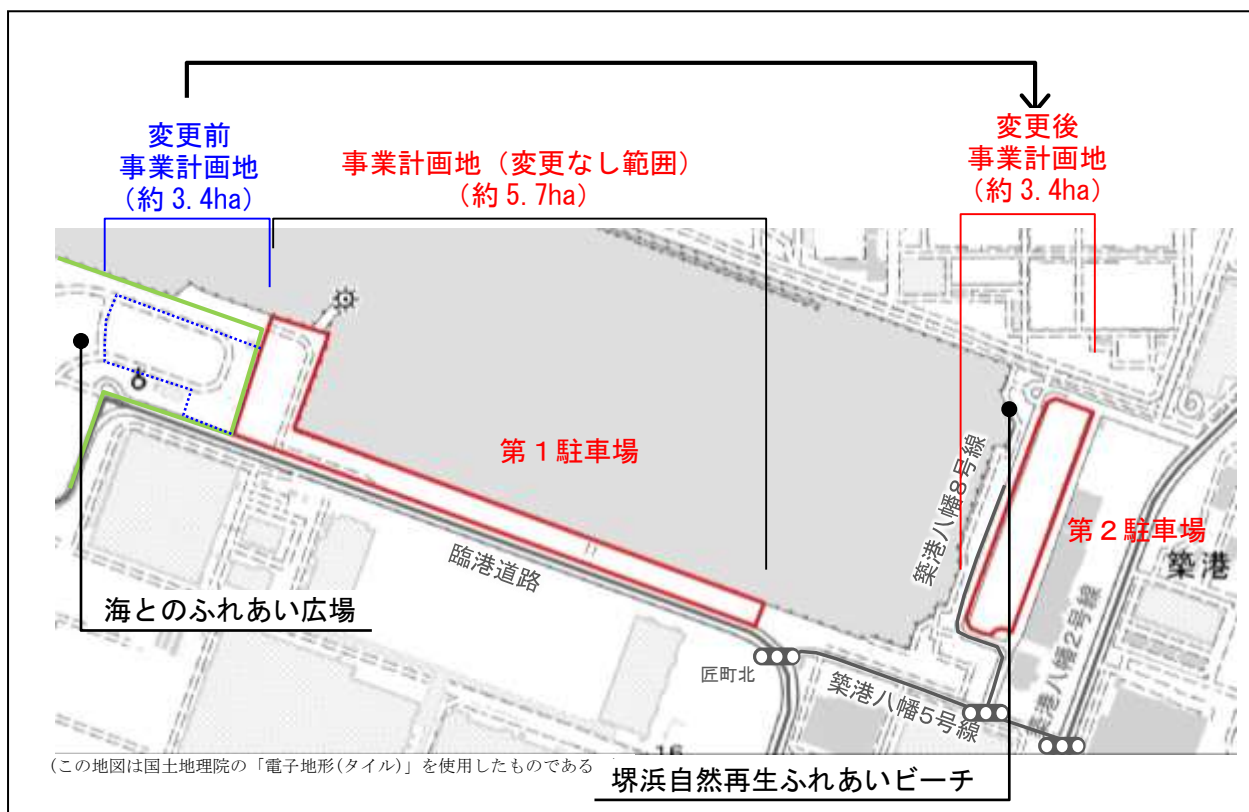 変更前
事業計画地
(約 3.4ha)
事業計画地（変更なし範囲）
(約 5.7ha)
変更後
事業計画地
(約 3.4ha)
第１駐車場
築港八幡8号線
第２駐車場
築港
臨港道路
海とのふれあい広場
匠町北
築港八幡5号線
築港八幡2号線
16
(この地図は国土地理院の「電子地形(タイル)」を使用したものである
堺浜自然再生ふれあいビーチ